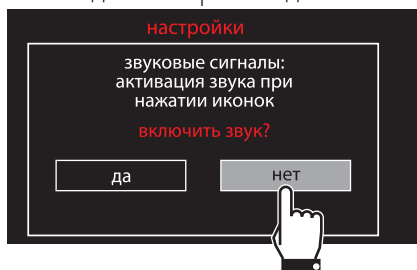 настройки
звуковые сигналы:
активация звука при
нажатии иконок
включить звук?
да
нет